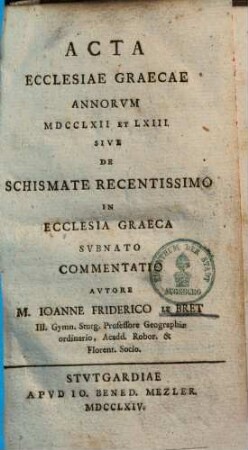 ACTA
ECCLESIAE GRAECAE
ANNORVM
MDCCLXII ET LXIII.
SIVE
DE
SCHISMATE RECENTISSIMO
IN
ECCLESIA GRAECA
SVBNATO
COMMENTATIO
AVTORE
M. IOANNE FRIDERICO LE BRET
Ill. Gymn. Stutg. Professore Geographiae
ordinario, Acadd. Robor. &
Florent. Socio.
STVTGARDIAE
APVD IO. BENED. MEZLER.
MDCCLXIV.